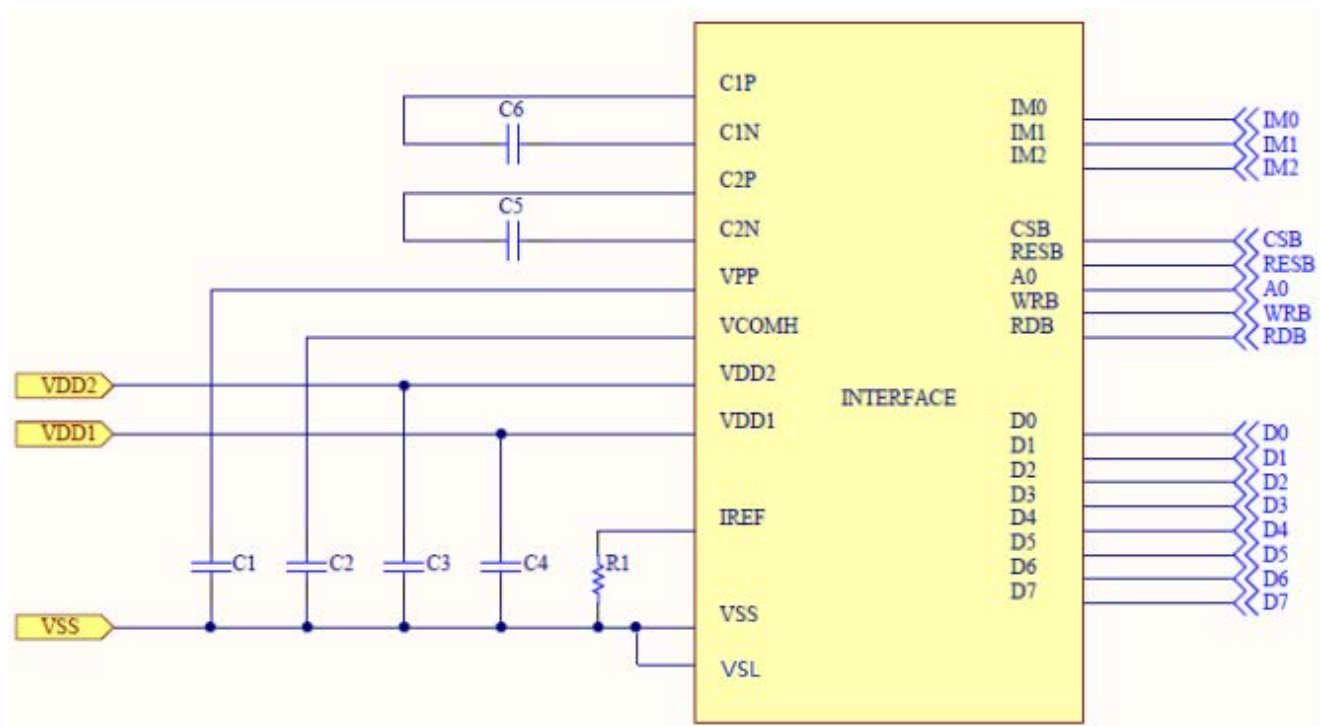 C1P
C6
IM0
IM0
C1N
IM1
IM1
IM2
IM2
C2P
C5
C2N
CSB
CSB
RESB
RESB
VPP
A0
A0
WRB
WRB
VCOMH
RDB
RDB
VDD2
VDD2
INTERFACE
VDD1
VDD1
D0
D0
D1
D1
D2
D2
D3
D3
IREF
D4
D4
D5
D5
C1
C2
C3
C4
R1
D6
D6
D7
D7
VSS
VSS
VSL